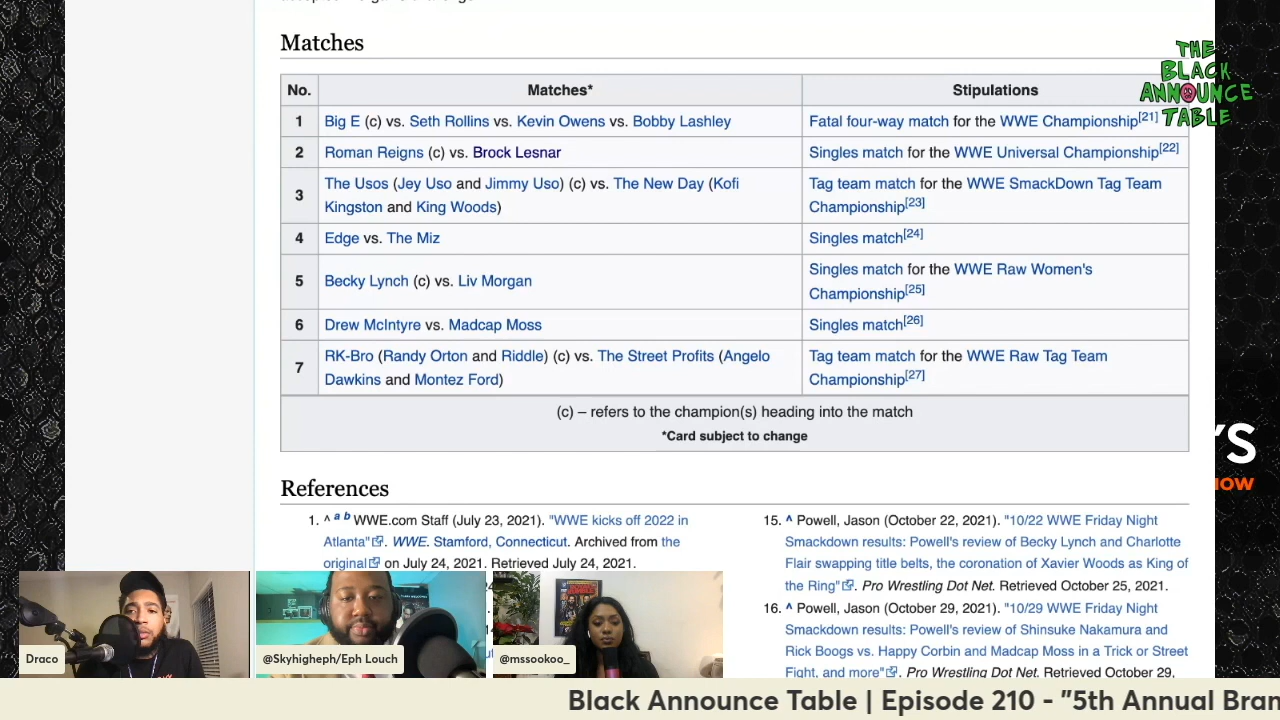 Matches
THE
BLACK
ANNOUNCE
TABLE
No. Matches* Stipulations
1 Big E (c) vs. Seth Rollins vs. Kevin Owens vs. Bobby Lashley Fatal four-way match for the WWE Championship[21]
2 Roman Reigns (c) vs. Brock Lesnar Singles match for the WWE Universal Championship[22]
3 The Usos (Jey Uso and Jimmy Uso) (c) vs. The New Day (Kofi
Kingston and King Woods)
Tag team match for the WWE SmackDown Tag Team
Championship[23]
4 Edge vs. The Miz Singles match[24]
5 Becky Lynch (c) vs. Liv Morgan
Singles match for the WWE Raw Women's
Championship[25]
6 Drew McIntyre vs. Madcap Moss Singles match[26]
7 RK-Bro (Randy Orton and Riddle) (c) vs. The Street Profits (Angelo
Dawkins and Montez Ford)
Tag team match for the WWE Raw Tag Team
Championship[27]
(c) – refers to the champion(s) heading into the match
*Card subject to change
'S
References
1. ^ a b WWE.com Staff (July 23, 2021). "WWE kicks off 2022 in
Atlanta". WWE. Stamford, Connecticut. Archived from the
original on July 24, 2021. Retrieved July 24, 2021.
15. ^ Powell, Jason (October 22, 2021). "10/22 WWE Friday Night
Smackdown results: Powell's review of Becky Lynch and Charlotte
Flair swapping title belts, the coronation of Xavier Woods as King of
the Ring". Pro Wrestling Dot Net. Retrieved October 25, 2021.
16. ^ Powell, Jason (October 29, 2021). "10/29 WWE Friday Night
Smackdown results: Powell's review of Shinsuke Nakamura and
Rick Boogs vs. Happy Corbin and Madcap Moss in a Trick or Street
Fight, and more". Pro Wrestling Dot Net. Retrieved October 29,
Draco
@Skyhigheph/Eph Louch
@mssookoo_
Black Announce Table | Episode 210 - "5th Annual Bran